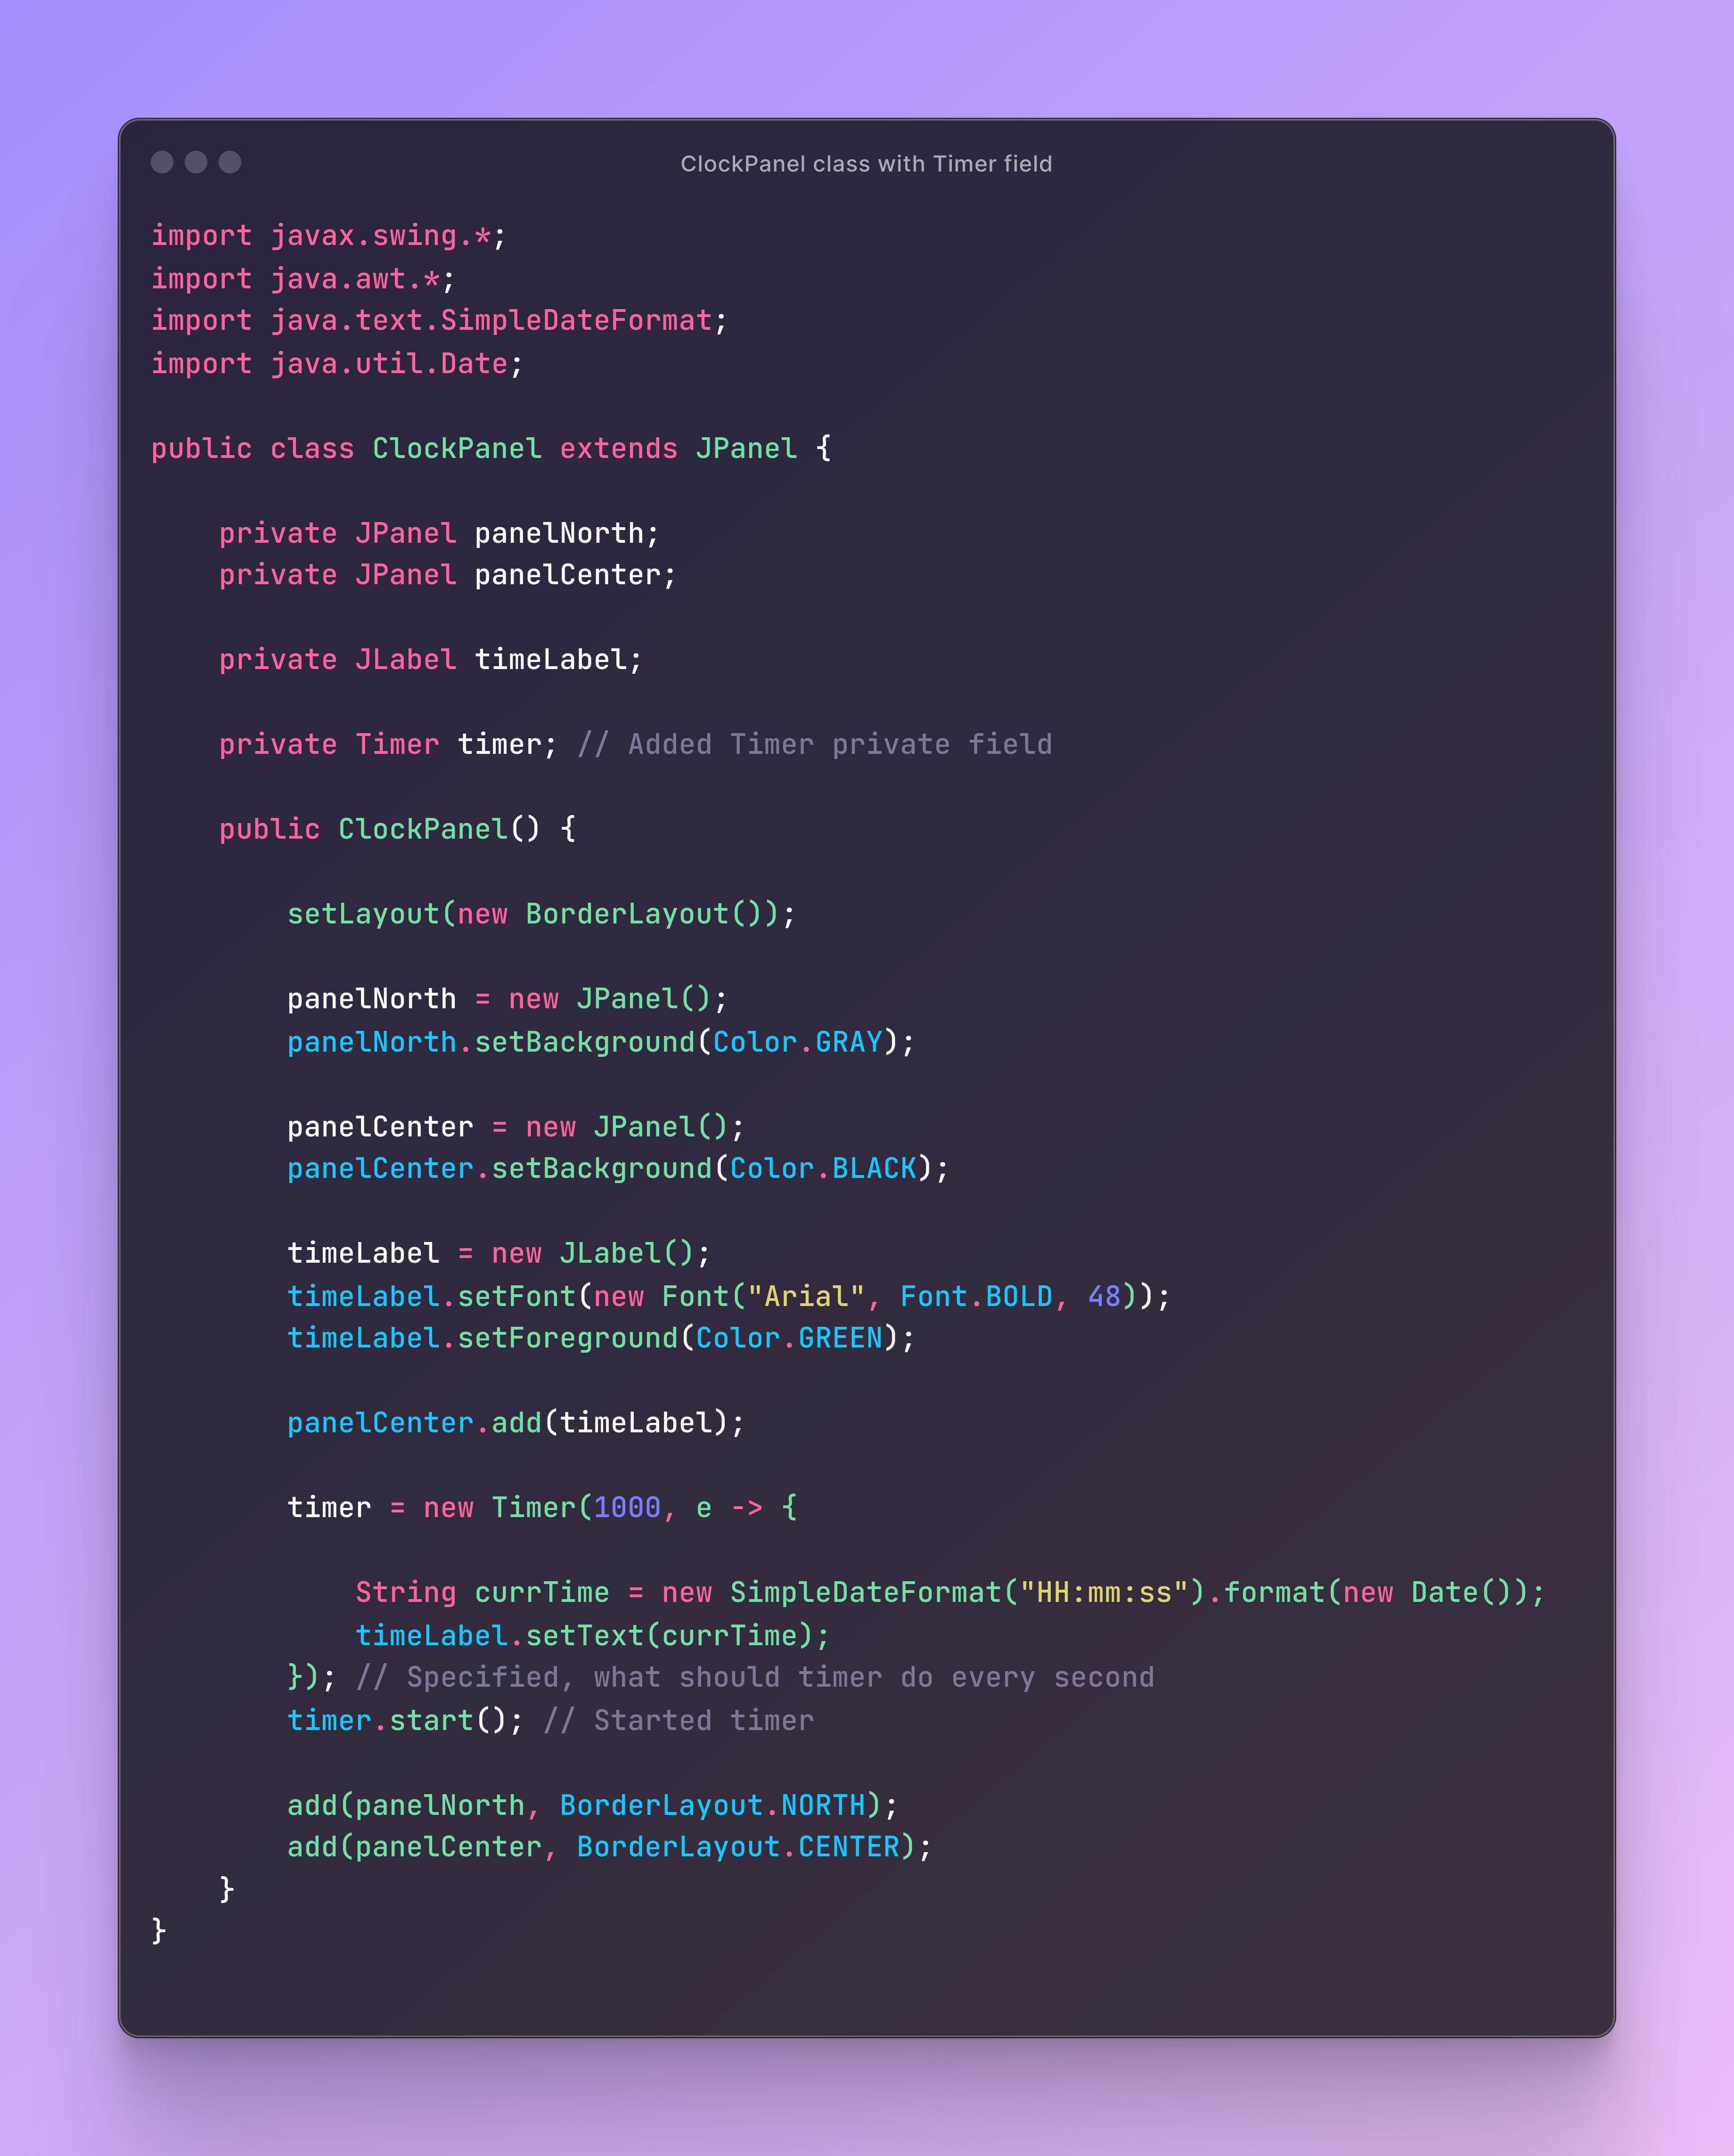 ClockPanel class with Timer field
import javax.swing.*;
import java.awt.*;
import java.text.SimpleDateFormat;
import java.util.Date;
public class ClockPanel extends JPanel {
private JPanel panelNorth;
private JPanel panelCenter;
private JLabel timeLabel;
private Timer timer; // Added Timer private field
public ClockPanel() {
setLayout(new BorderLayout());
panelNorth = new JPanel();
panelNorth.setBackground(Color.GRAY);
panelCenter = new JPanel();
panelCenter.setBackground(Color.BLACK);
timeLabel = new JLabel();
timeLabel.setFont(new Font("Arial", Font.BOLD, 48));
timeLabel.setForeground(Color.GREEN);
panelCenter.add(timeLabel);
timer = new Timer(1000, e -> {
String currTime = new SimpleDateFormat("HH:mm:ss").format(new Date());
timeLabel.setText(currTime);
}); // Specified, what should timer do every second
timer.start(); // Started timer
add(panelNorth, BorderLayout.NORTH);
add(panelCenter, BorderLayout.CENTER);
}
}